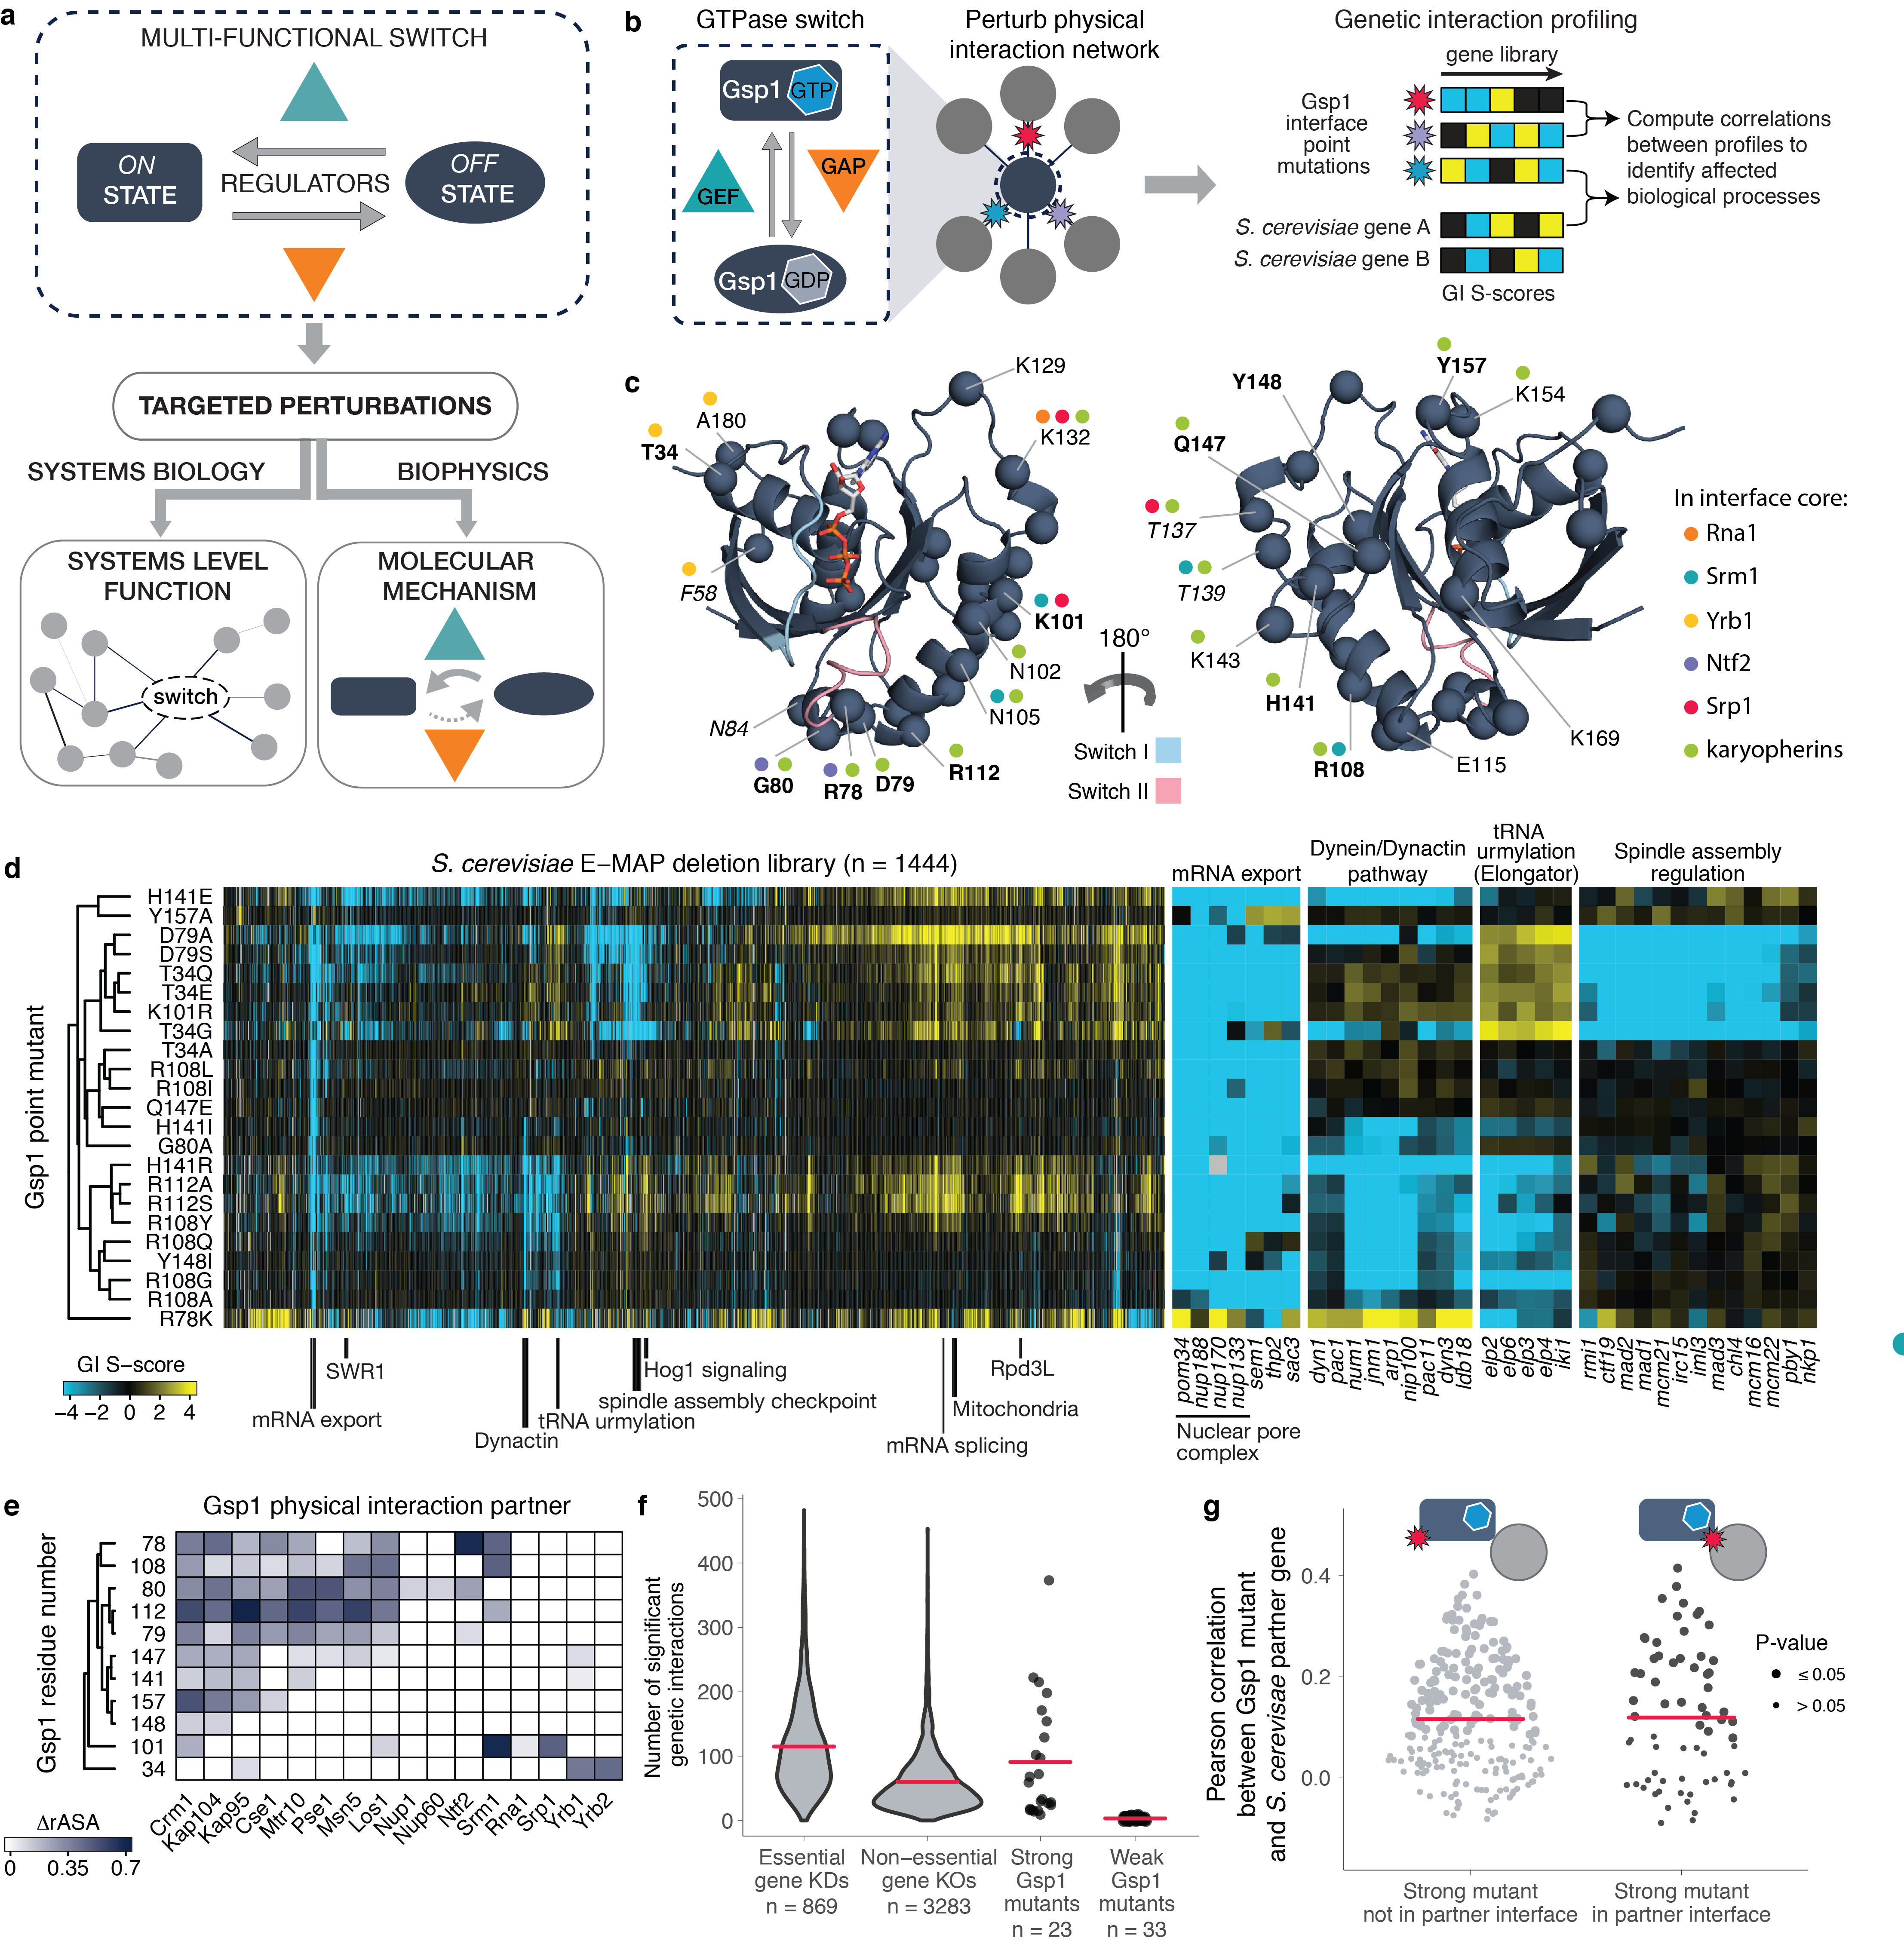 a
MULTI-FUNCTIONAL SWITCH
ON
STATE
REGULATORS
OFF
STATE
TARGETED PERTURBATIONS
SYSTEMS BIOLOGY
BIOPHYSICS
SYSTEMS LEVEL
FUNCTION
switch
MOLECULAR
MECHANISM
b
GTPase switch
Gsp1
GTP
GEF
GAP
Gsp1
GDP
Perturb physical
interaction network
Genetic interaction profiling
gene library
Gsp1
interface
point
mutations
S. cerevisiae gene A
S. cerevisiae gene B
GI S-scores
Compute correlations
between profiles to
identify affected
biological processes
c
K129
A180
T34
K132
F58
K101
N102
N105
N84
G80
R78
D79
R112
180°
Switch I
Switch II
Y157
Y148
K154
Q147
T137
T139
K143
H141
R108
E115
K169
In interface core:
Rna1
Srm1
Yrb1
Ntf2
Srp1
karyopherins
d
S. cerevisiae E−MAP deletion library (n = 1444)
mRNA export
Dynein/Dynactin
pathway
tRNA
urmylation
(Elongator)
Spindle assembly
regulation
Gsp1 point mutant
H141E
Y157A
D79A
D79S
T34Q
T34E
K101R
T34G
T34A
R108L
R108I
Q147E
H141I
G80A
H141R
R112A
R112S
R108Y
R108Q
Y148I
R108G
R108A
R78K
GI S−score
−4 −2 0 2 4
mRNA export
SWR1
Dynactin
tRNA urmylation
spindle assembly checkpoint
Hog1 signaling
mRNA splicing
Mitochondria
Rpd3L
pom34
nup188
nup170
nup133
sem1
thp2
sac3
Nuclear pore
complex
dyn1
pac1
num1
jnm1
arp1
nip100
pac11
dyn3
ldb18
elp2
elp6
elp3
elp4
iki1
rmi1
ctf19
mad2
mad1
mcm21
irc15
iml3
mad3
chl4
mcm16
mcm22
pby1
nkp1
e
Gsp1 physical interaction partner
Gsp1 residue number
78
108
80
112
79
147
141
157
148
101
34
Crm1
Kap104
Kap95
Cse1
Mtr10
Pse1
Msn5
Los1
Nup1
Nup60
Ntf2
Srm1
Rna1
Srp1
Yrb1
Yrb2
ΔrASA
0 0.35 0.7
f
Number of significant
genetic interactions
500
400
300
200
100
0
Essential
gene KDs
n = 869
Non−essential
gene KOs
n = 3283
Strong
Gsp1
mutants
n = 23
Weak
Gsp1
mutants
n = 33
g
Pearson correlation
between Gsp1 mutant
and S. cerevisae partner gene
0.4
0.2
0.0
P-value
≤ 0.05
> 0.05
Strong mutant
not in partner interface
Strong mutant
in partner interface